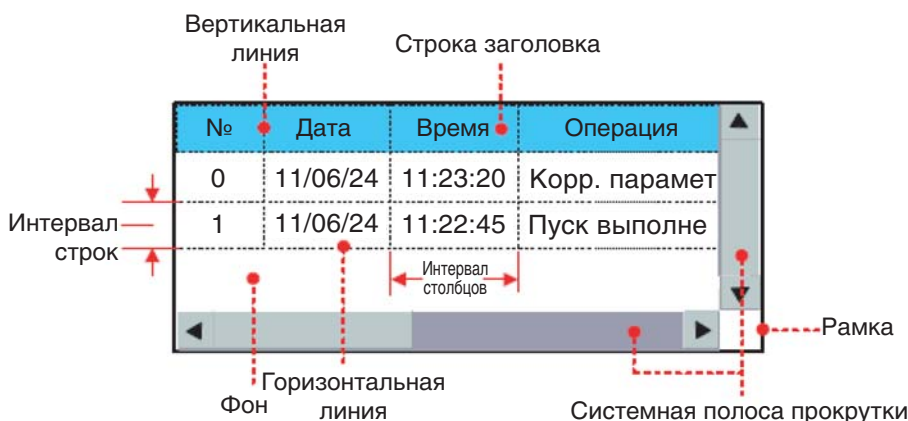 Вертикальная
линия
Строка заголовка
№ Дата Время Операция
0 11/06/24 11:23:20 Корр. парамет
1 11/06/24 11:22:45 Пуск выполне
Интервал
строк
Интервал
столбцов
Рамка
Фон
Горизонтальная
линия
Системная полоса прокрутки